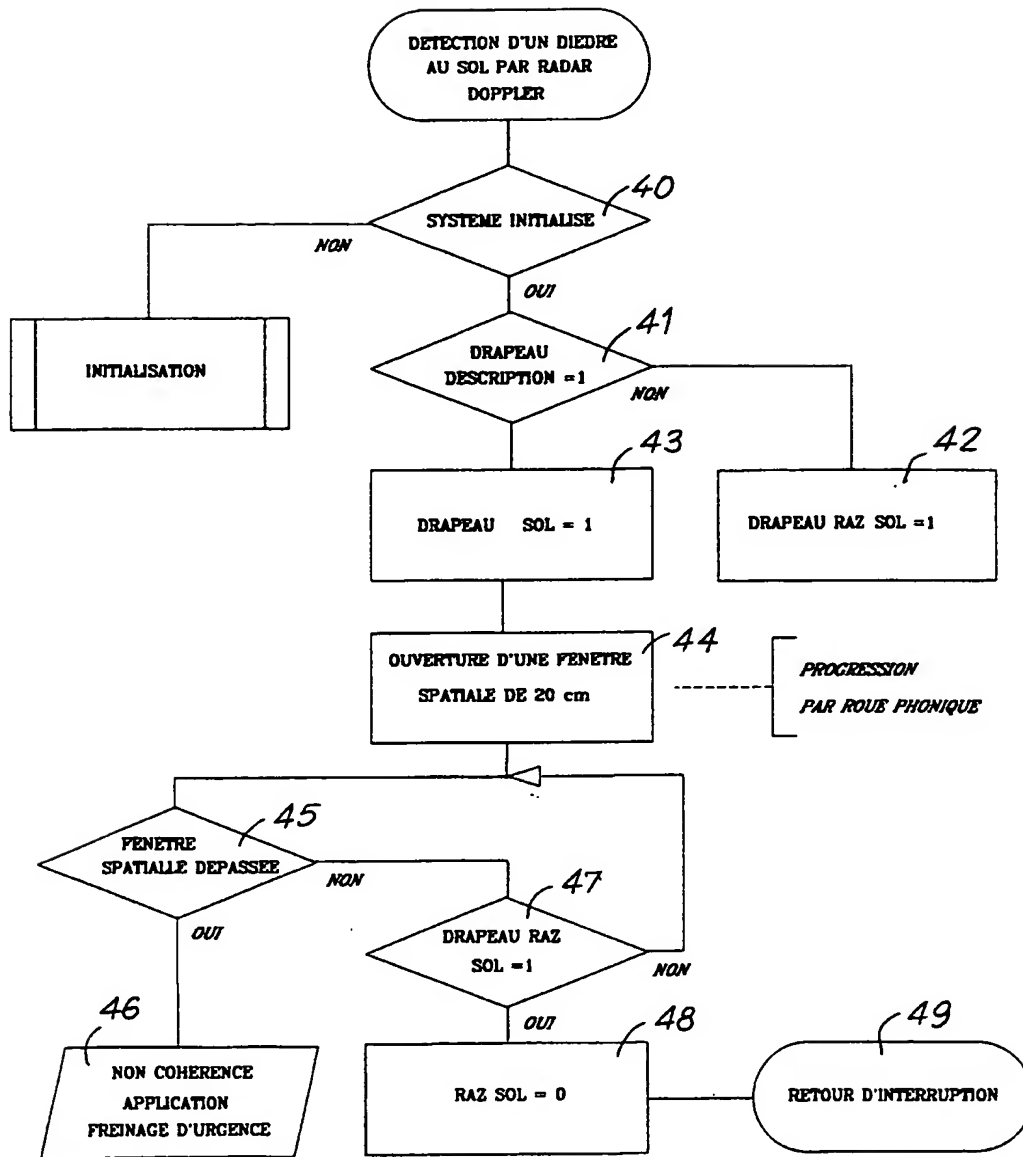 DETECTION D'UN DIEDRE
AU SOL PAR RADAR
DOPPLER
40
SYSTEME INITIALISE
NON
OUI
41
INITIALISATION
DRAPEAU
DESCRIPTION =1
NON
43
42
DRAPEAU SOL = 1
DRAPEAU RAZ SOL =1
44
OUVERTURE D'UNE FENETRE
SPATIALE DE 20 cm
PROGRESSION
PAR ROUE PHONIQUE
45
FENETRE
SPATIALLE DEPASSEE
NON
47
OUI
DRAPEAU RAZ
SOL =1
NON
OUI
46
48
49
NON COHERENCE
APPLICATION
FREINAGE D'URGENCE
RAZ SOL = 0
RETOUR D'INTERRUPTION